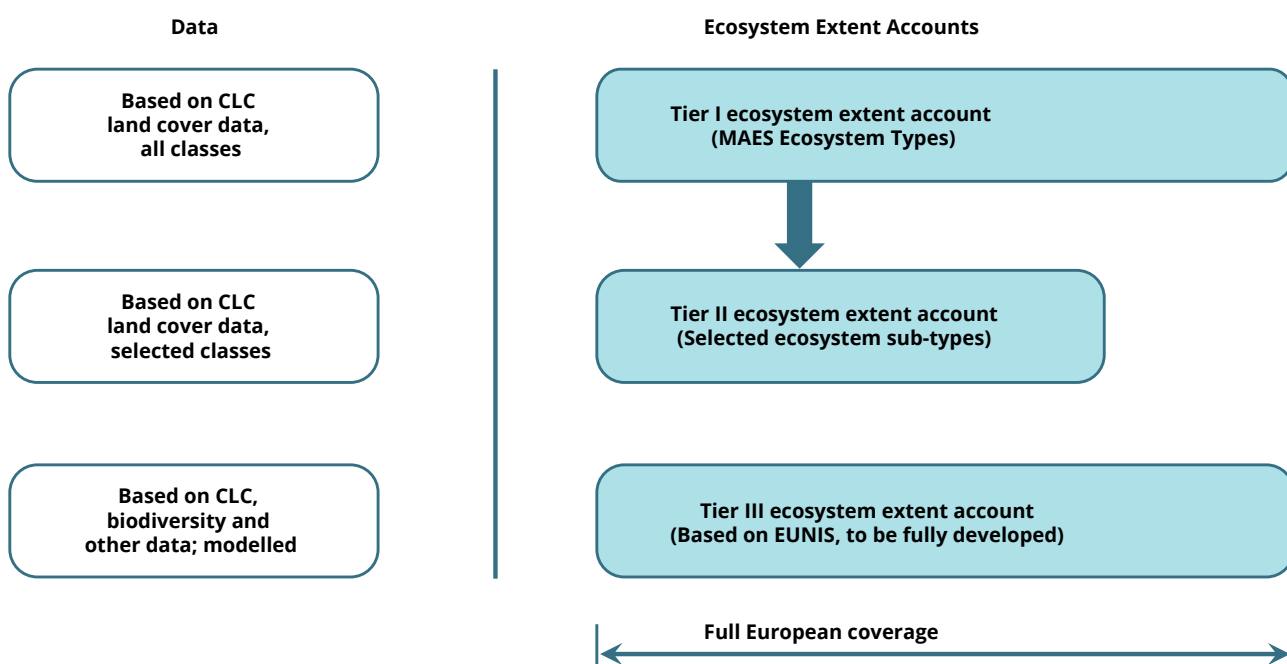 Data
Ecosystem Extent Accounts
Based on CLC
land cover data,
all classes
Tier I ecosystem extent account
(MAES Ecosystem Types)
Based on CLC
land cover data,
selected classes
Tier II ecosystem extent account
(Selected ecosystem sub-types)
Based on CLC,
biodiversity and
other data; modelled
Tier III ecosystem extent account
(Based on EUNIS, to be fully developed)
Full European coverage